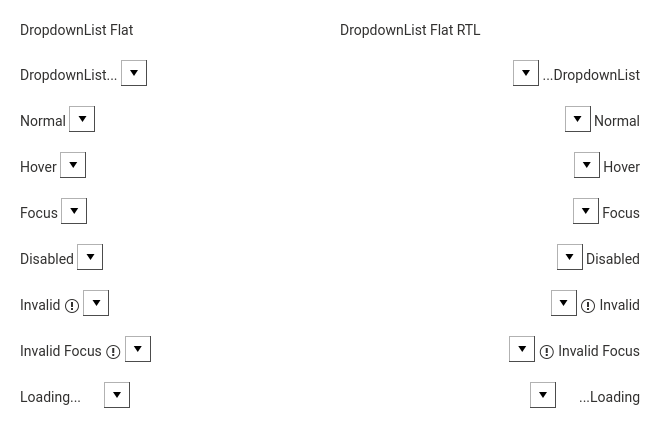 DropdownList Flat
DropdownList Flat RTL
DropdownList...
...DropdownList
Normal
Normal
Hover
Hover
Focus
Focus
Disabled
Disabled
Invalid
Invalid
Invalid Focus
Invalid Focus
Loading...
...Loading